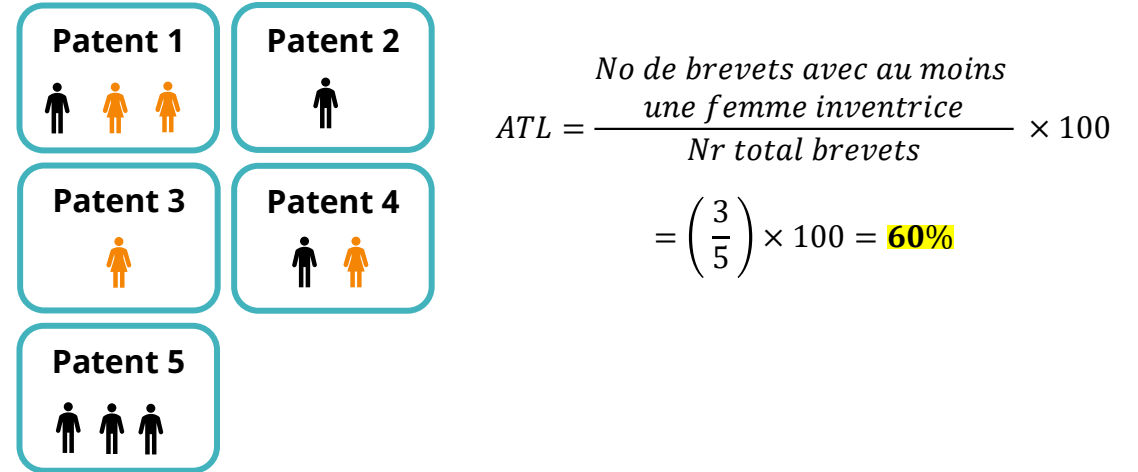 Patent 1
Patent 2
Patent 3
Patent 4
Patent 5
No de brevets avec au moins
une femme inventrice
ATL = ――― × 100
Nr total brevets
= (3/5) × 100 = 60%